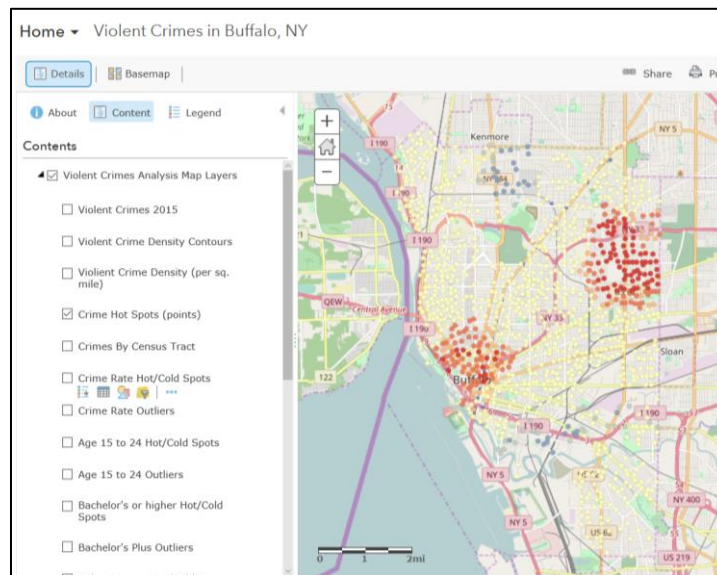 Home Violent Crimes in Buffalo, NY
Details Basemap Share
About Content Legend
Contents
Violent Crimes Analysis Map Layers
Violent Crimes 2015
Violent Crime Density Contours
Violient Crime Density (per sq.
mile)
Crime Hot Spots (points)
Crimes By Census Tract
Crime Rate Hot/Cold Spots
Crime Rate Outliers
Age 15 to 24 Hot/Cold Spots
Age 15 to 24 Outliers
Bachelor's or higher Hot/Cold
Spots
Bachelor's Plus Outliers
+
−
I 190
Kenmore
NY 5
I 190
QEW
Central Avenue
I 190
NY 33
122
Sloan
I 190
NY 5
NY 400
NY 5
US 219
0 1 2mi